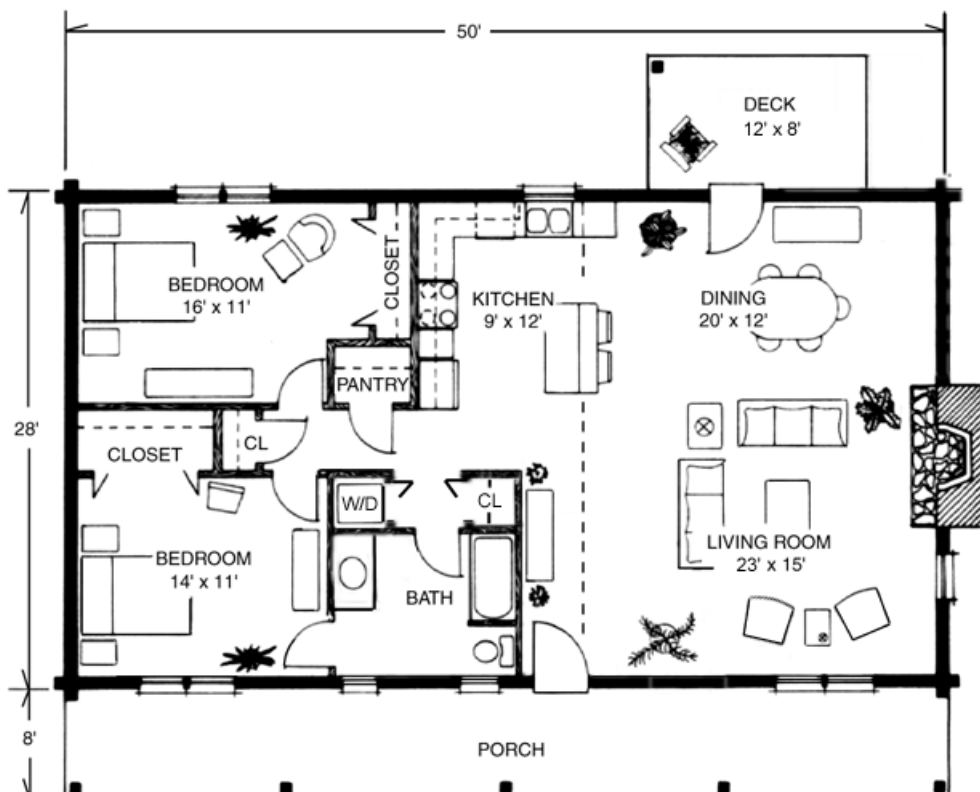 50'
DECK
12' x 8'
BEDROOM
16' x 11'
CLOSET
KITCHEN
9' x 12'
DINING
20' x 12'
PANTRY
28'
CL
CLOSET
W/D
CL
BEDROOM
14' x 11'
BATH
LIVING ROOM
23' x 15'
8'
PORCH